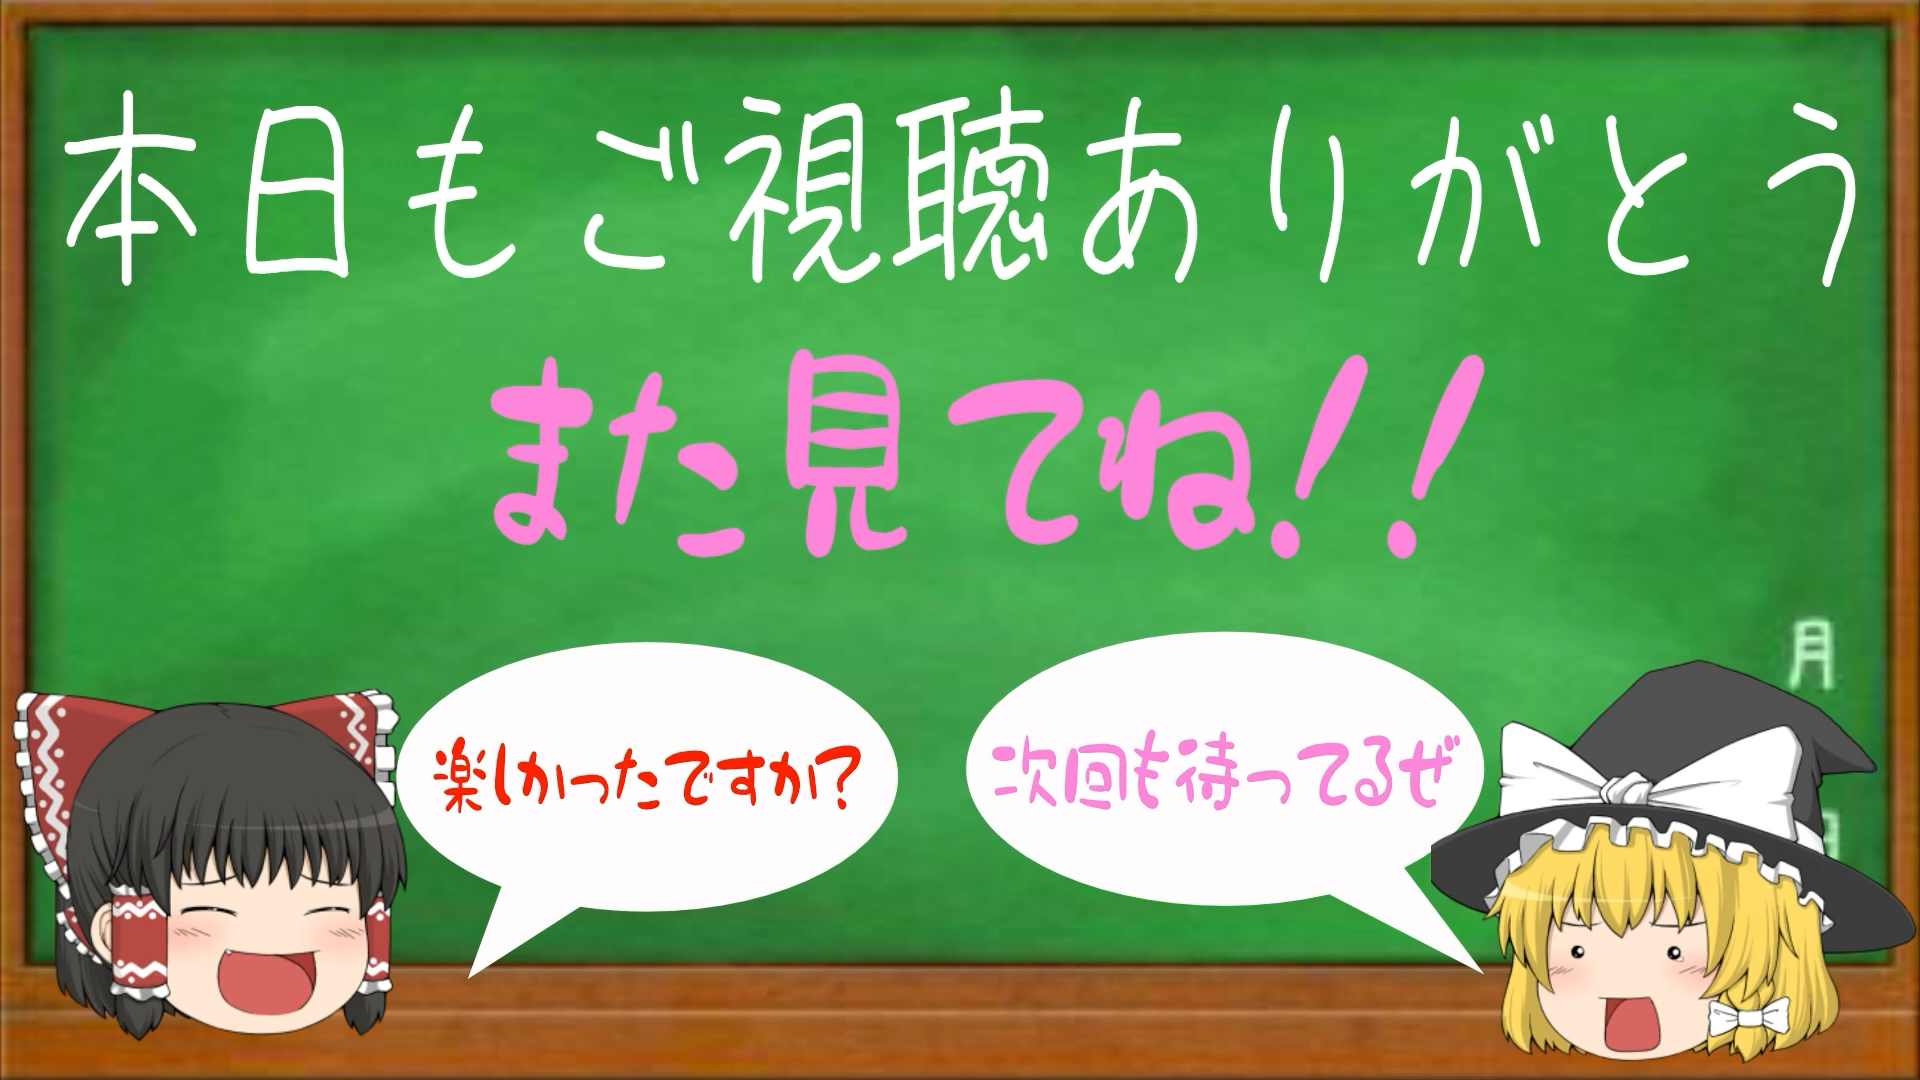 本日もご視聴ありがとう
また見てね!!
月
楽しかったですか?
次回も待ってるぜ